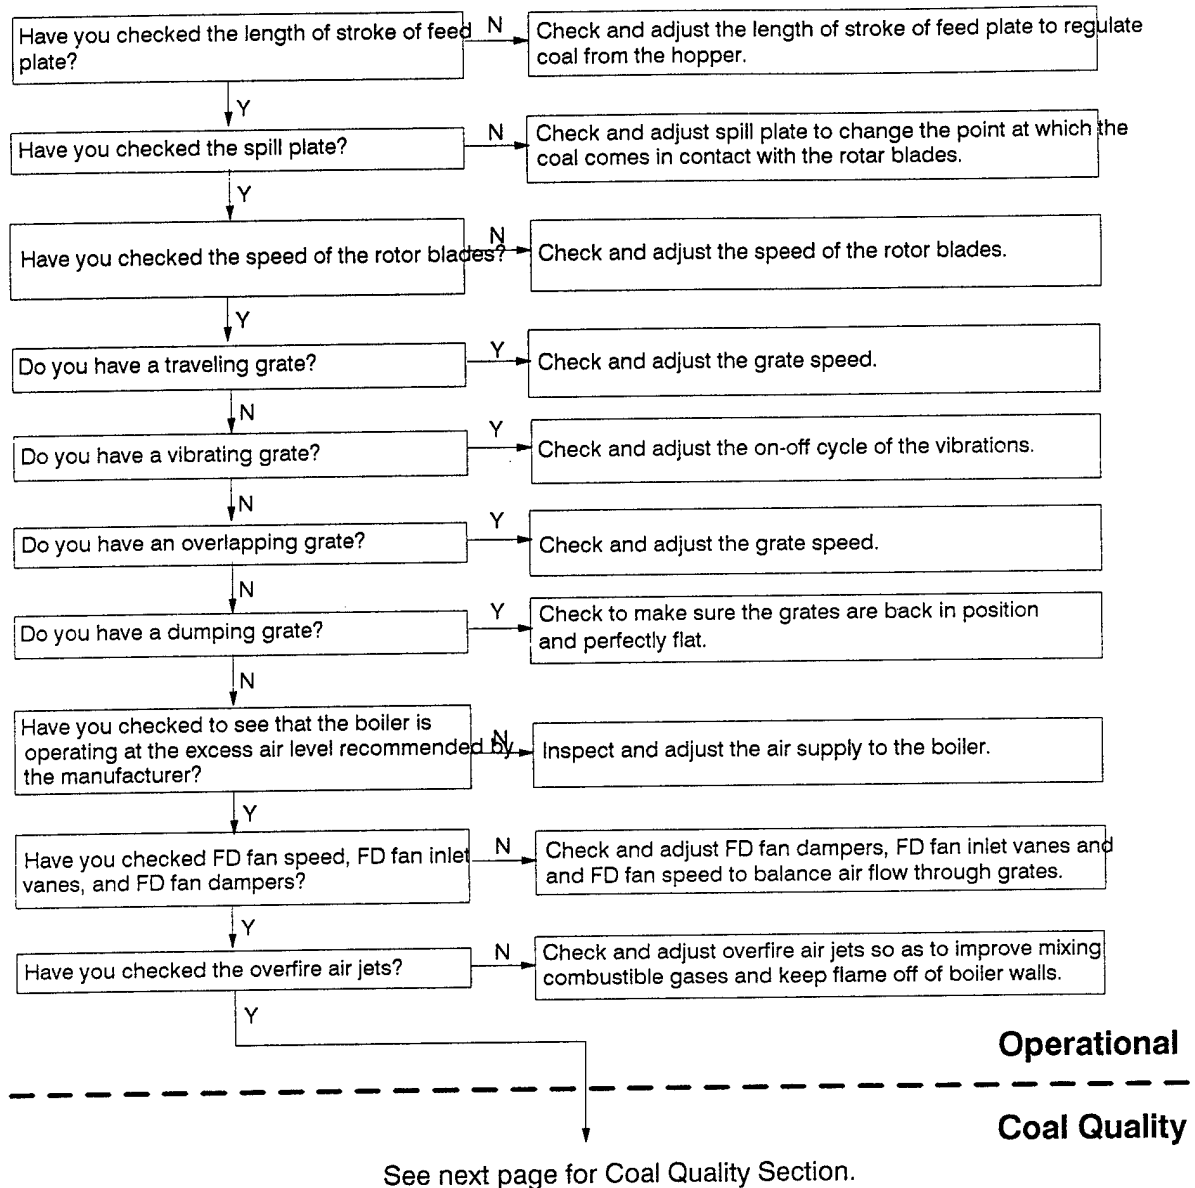 Have you checked the length of stroke of feed
plate?
N
Check and adjust the length of stroke of feed plate to regulate
coal from the hopper.
Y
Have you checked the spill plate?
N
Check and adjust spill plate to change the point at which the
coal comes in contact with the rotar blades.
Y
Have you checked the speed of the rotor blades?
N
Check and adjust the speed of the rotor blades.
Y
Do you have a traveling grate?
Y
Check and adjust the grate speed.
N
Do you have a vibrating grate?
Y
Check and adjust the on-off cycle of the vibrations.
N
Do you have an overlapping grate?
Y
Check and adjust the grate speed.
N
Do you have a dumping grate?
Y
Check to make sure the grates are back in position
and perfectly flat.
N
Have you checked to see that the boiler is
operating at the excess air level recommended by
the manufacturer?
N
Inspect and adjust the air supply to the boiler.
Y
Have you checked FD fan speed, FD fan inlet
vanes, and FD fan dampers?
N
Check and adjust FD fan dampers, FD fan inlet vanes and
and FD fan speed to balance air flow through grates.
Y
Have you checked the overfire air jets?
N
Check and adjust overfire air jets so as to improve mixing
combustible gases and keep flame off of boiler walls.
Y
Operational
Coal Quality
See next page for Coal Quality Section.